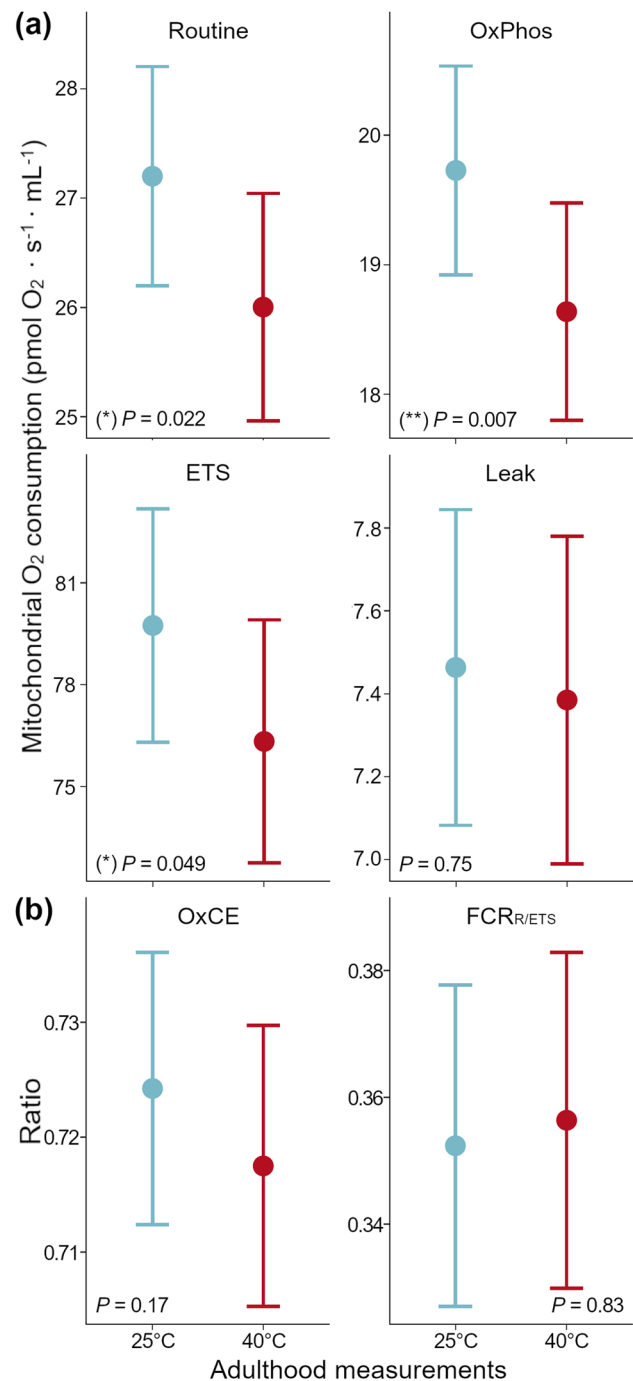 (a)
Routine
OxPhos
Mitochondrial O₂ consumption (pmol O₂ · s⁻¹ · mL⁻¹)
28
27
26
25
(*) P = 0.022
20
19
18
(**) P = 0.007
ETS
Leak
81
78
75
(*) P = 0.049
7.8
7.6
7.4
7.2
7.0
P = 0.75
(b)
OxCE
FCR_R/ETS
Ratio
0.73
0.72
0.71
P = 0.17
0.38
0.36
0.34
P = 0.83
25°C 40°C 25°C 40°C
Adulthood measurements